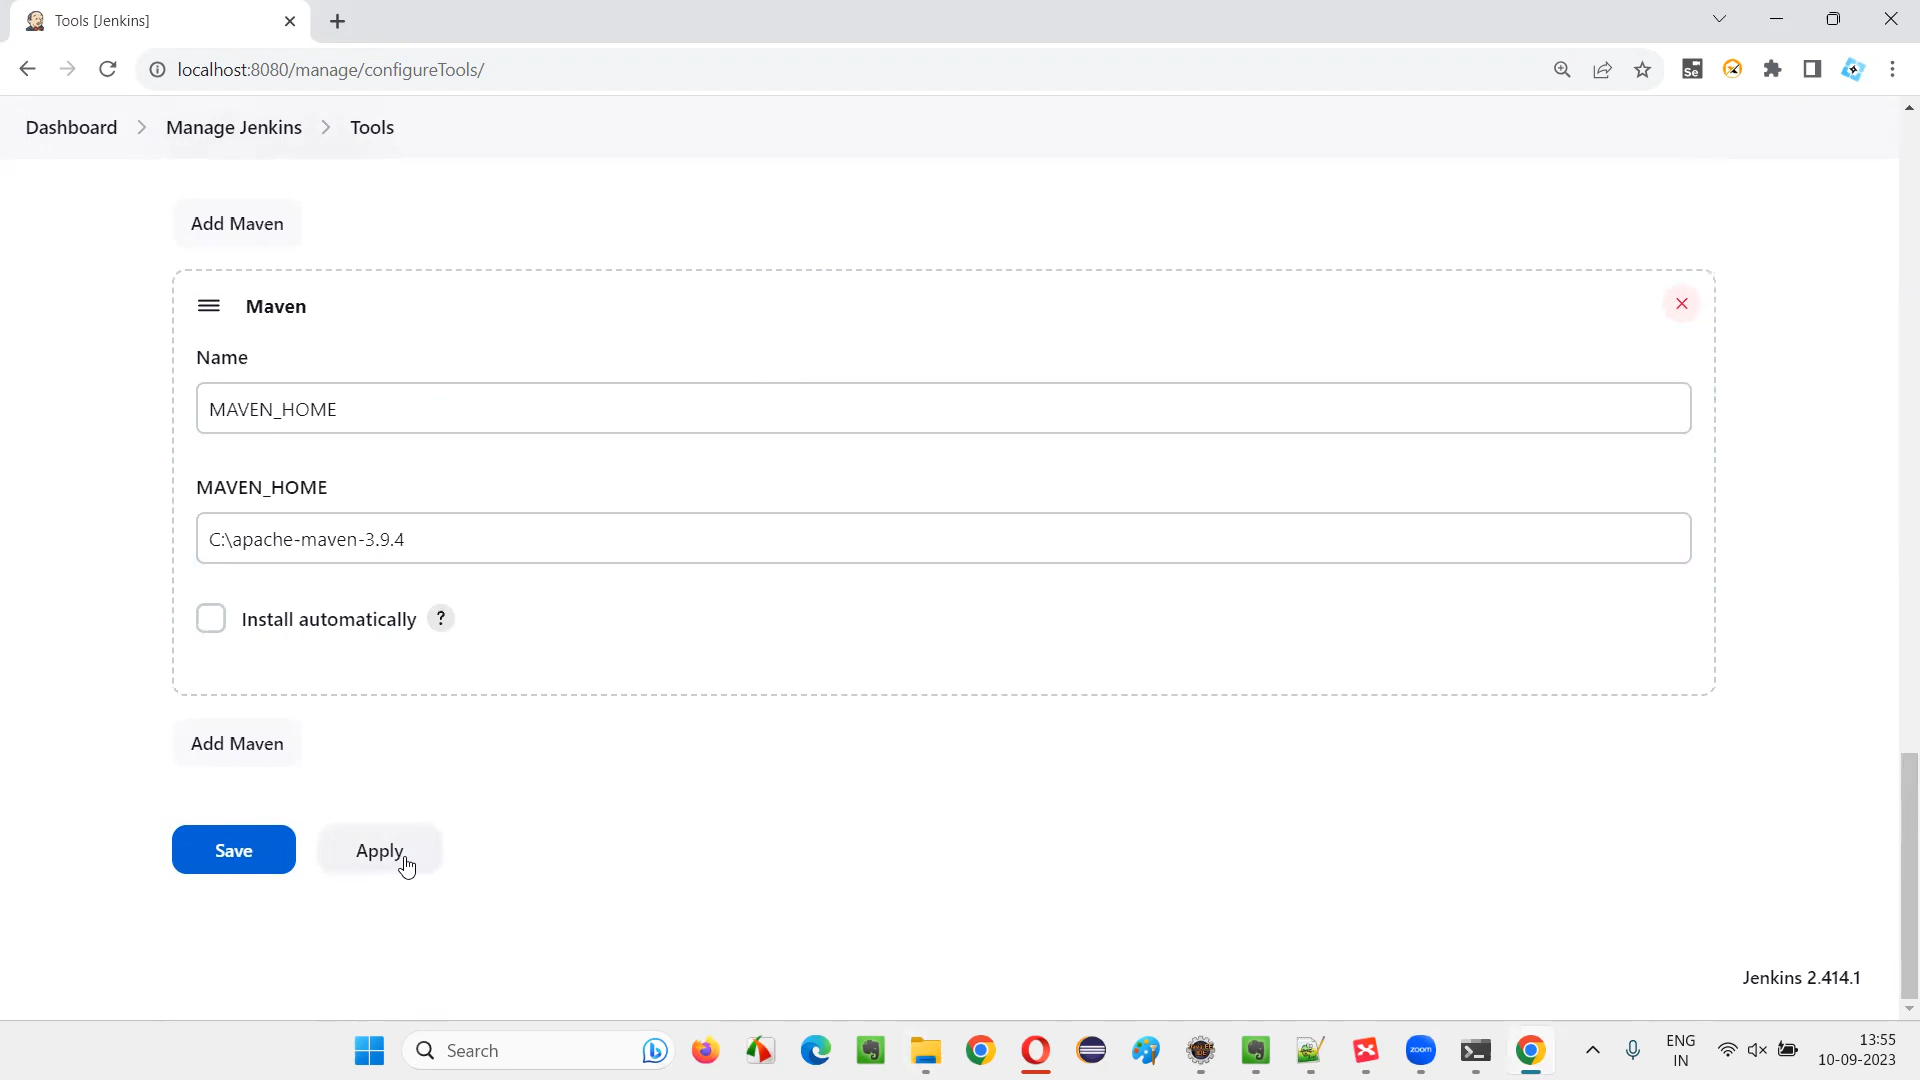 Tools [Jenkins]
localhost:8080/manage/configureTools/
Dashboard
Manage Jenkins
Tools
Add Maven
Maven
Name
MAVEN_HOME
MAVEN_HOME
C:\apache-maven-3.9.4
Install automatically ?
Add Maven
Save
Apply
Jenkins 2.414.1
Search
zoom
ENG
IN
13:55
10-09-2023